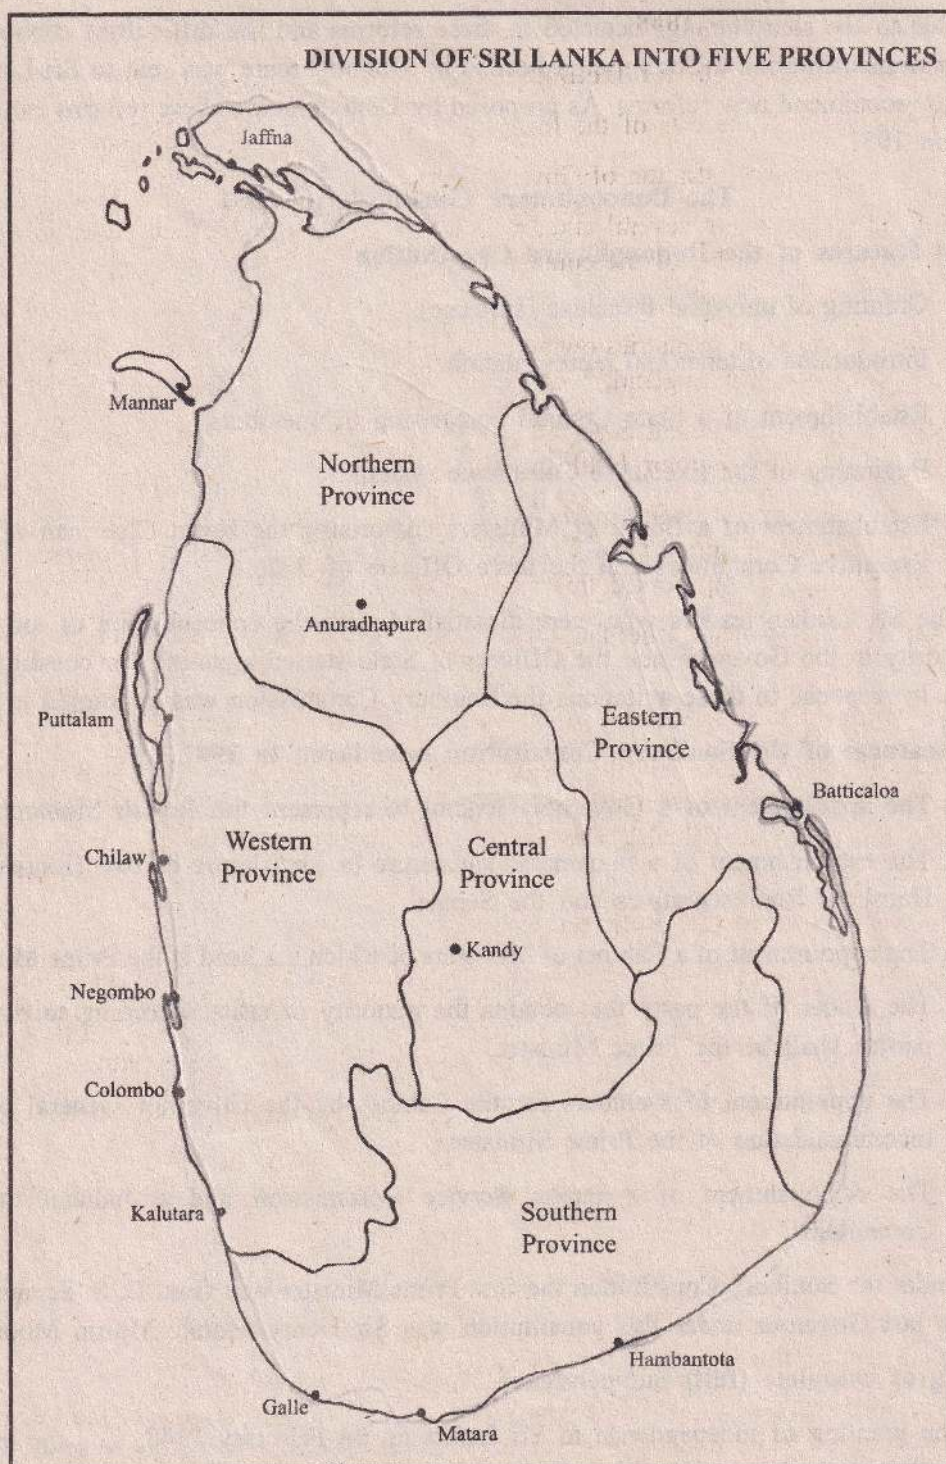 DIVISION OF SRI LANKA INTO FIVE PROVINCES
Jaffna
Mannar
Northern
Province
Anuradhapura
Puttalam
Eastern
Province
Batticaloa
Western
Province
Chilaw
Central
Province
Kandy
Negombo
Colombo
Kalutara
Southern
Province
Hambantota
Galle
Matara